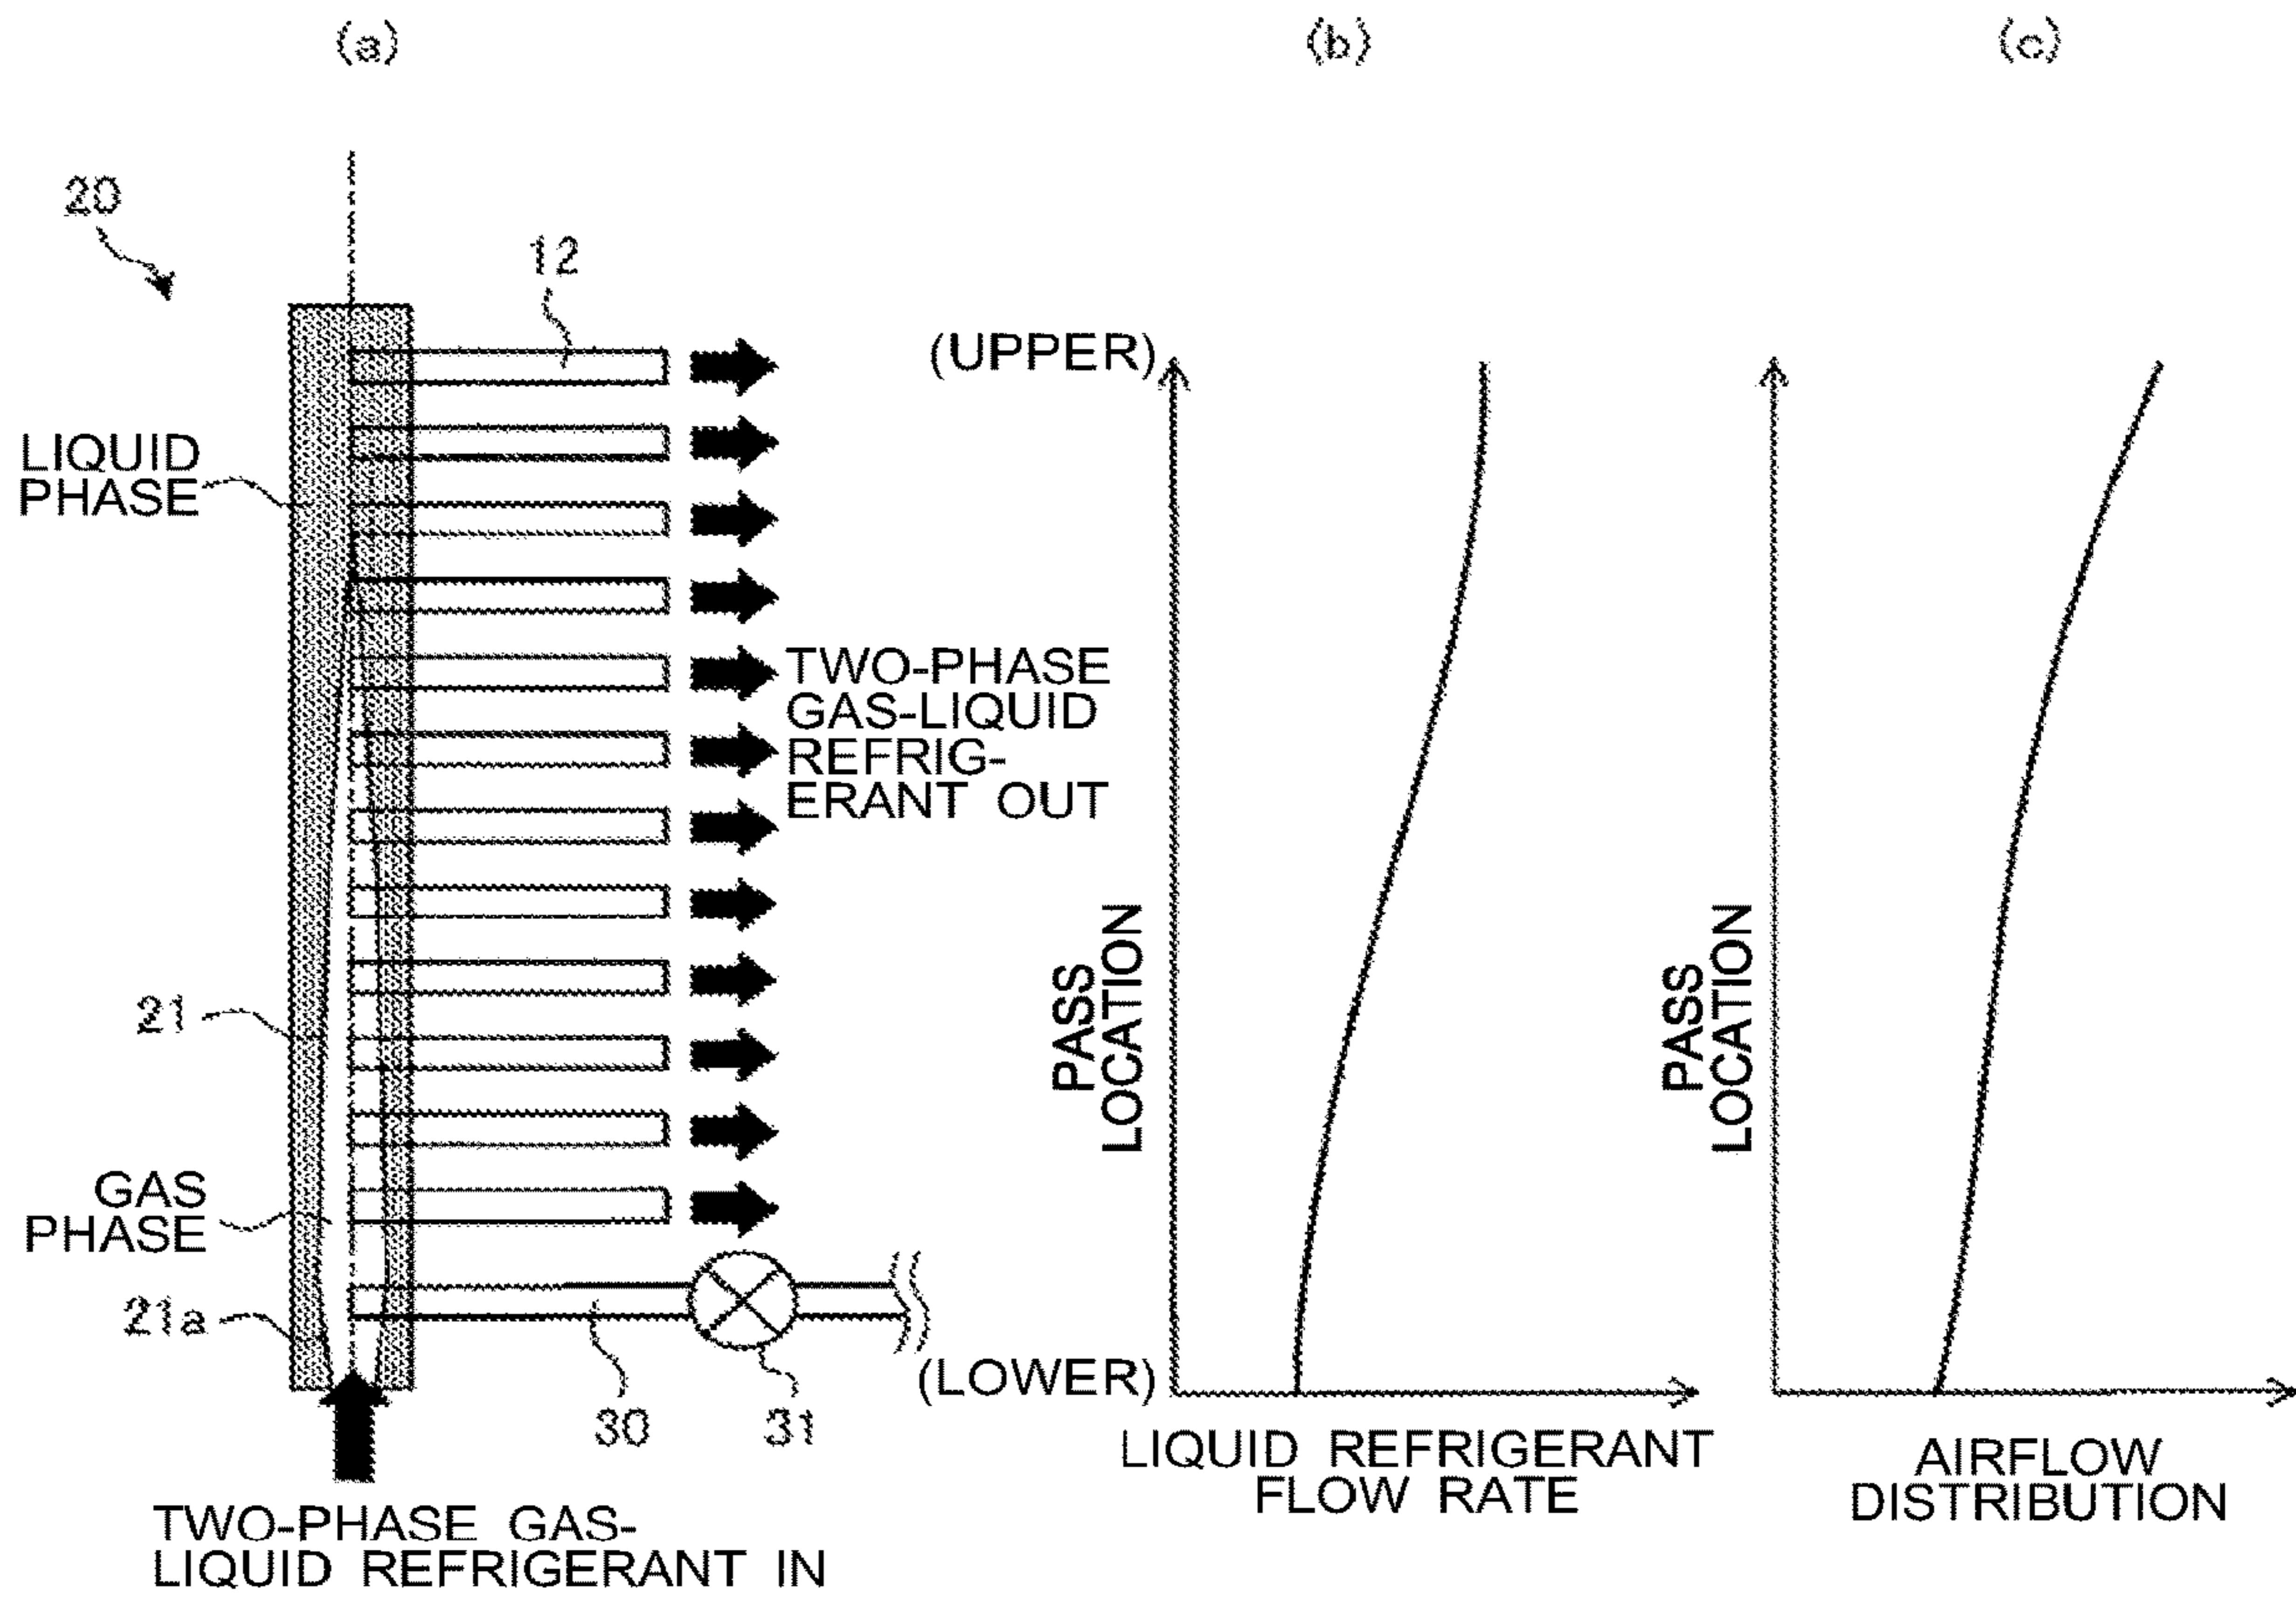 (a)
(b)
(c)
20
12
(UPPER)
LIQUID
PHASE
TWO-PHASE
GAS-LIQUID
REFRIG-
ERANT OUT
PASS
LOCATION
PASS
LOCATION
21
GAS
PHASE
21a
30
31
(LOWER)
LIQUID REFRIGERANT
FLOW RATE
AIRFLOW
DISTRIBUTION
TWO-PHASE GAS-
LIQUID REFRIGERANT IN